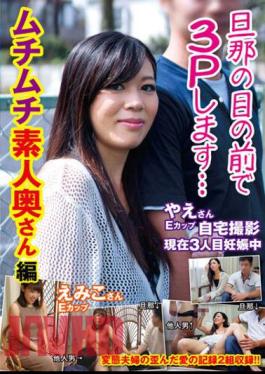 旦那の目の前で
3Pします…
ムチムチ素人奥さん編
やえさん
Eカップ 自宅撮影
現在3人目妊娠中
えみこさん
Eカップ
旦那↓
旦那↓
他人男↑
他人男→
変態夫婦の歪んだ愛の記録2組収録!!